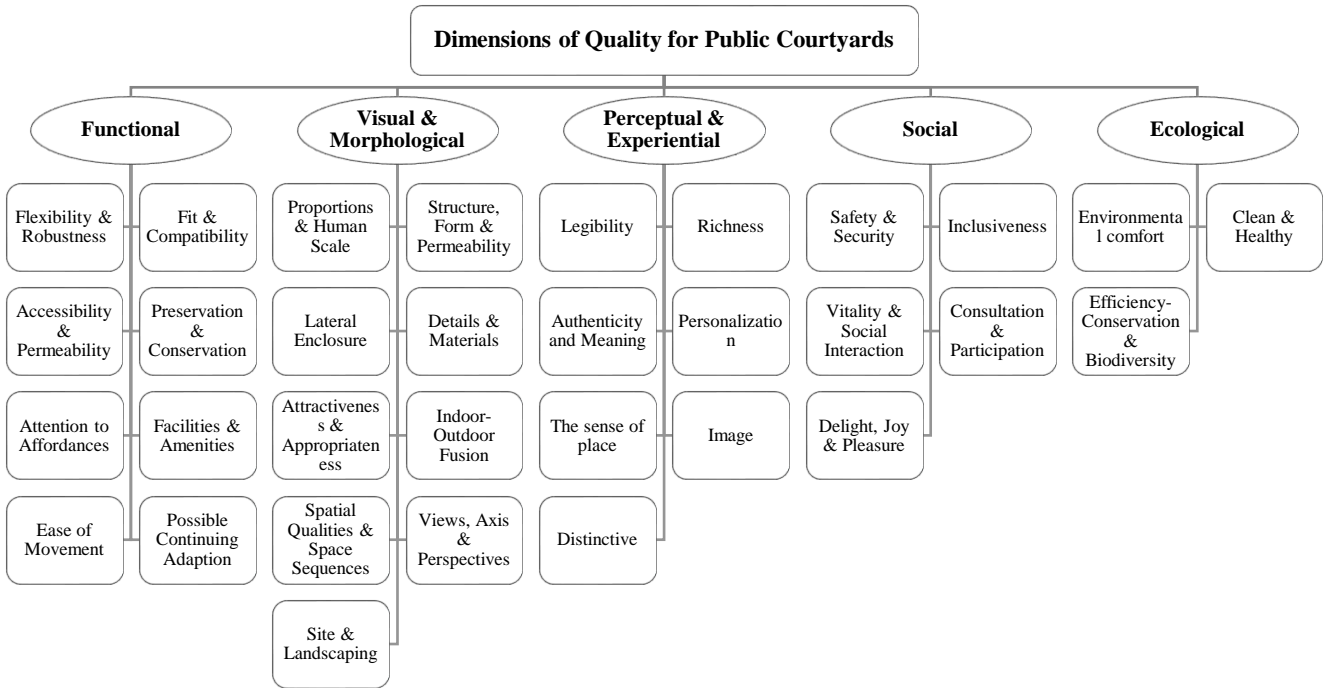 Dimensions of Quality for Public Courtyards
Functional
Flexibility &
Robustness
Fit &
Compatibility
Accessibility
&
Permeability
Preservation
&
Conservation
Attention to
Affordances
Facilities &
Amenities
Ease of
Movement
Possible
Continuing
Adaption
Visual &
Morphological
Proportions
& Human
Scale
Structure,
Form &
Permeability
Lateral
Enclosure
Details &
Materials
Attractivenes
s &
Appropriaten
ess
Indoor-
Outdoor
Fusion
Spatial
Qualities &
Space
Sequences
Views, Axis
&
Perspectives
Site &
Landscaping
Perceptual &
Experiential
Legibility
Richness
Authenticity
and Meaning
Personalizatio
n
The sense of
place
Image
Distinctive
Social
Safety &
Security
Inclusiveness
Vitality &
Social
Interaction
Consultation
&
Participation
Delight, Joy
& Pleasure
Ecological
Environmenta
l comfort
Clean &
Healthy
Efficiency-
Conservation
&
Biodiversity